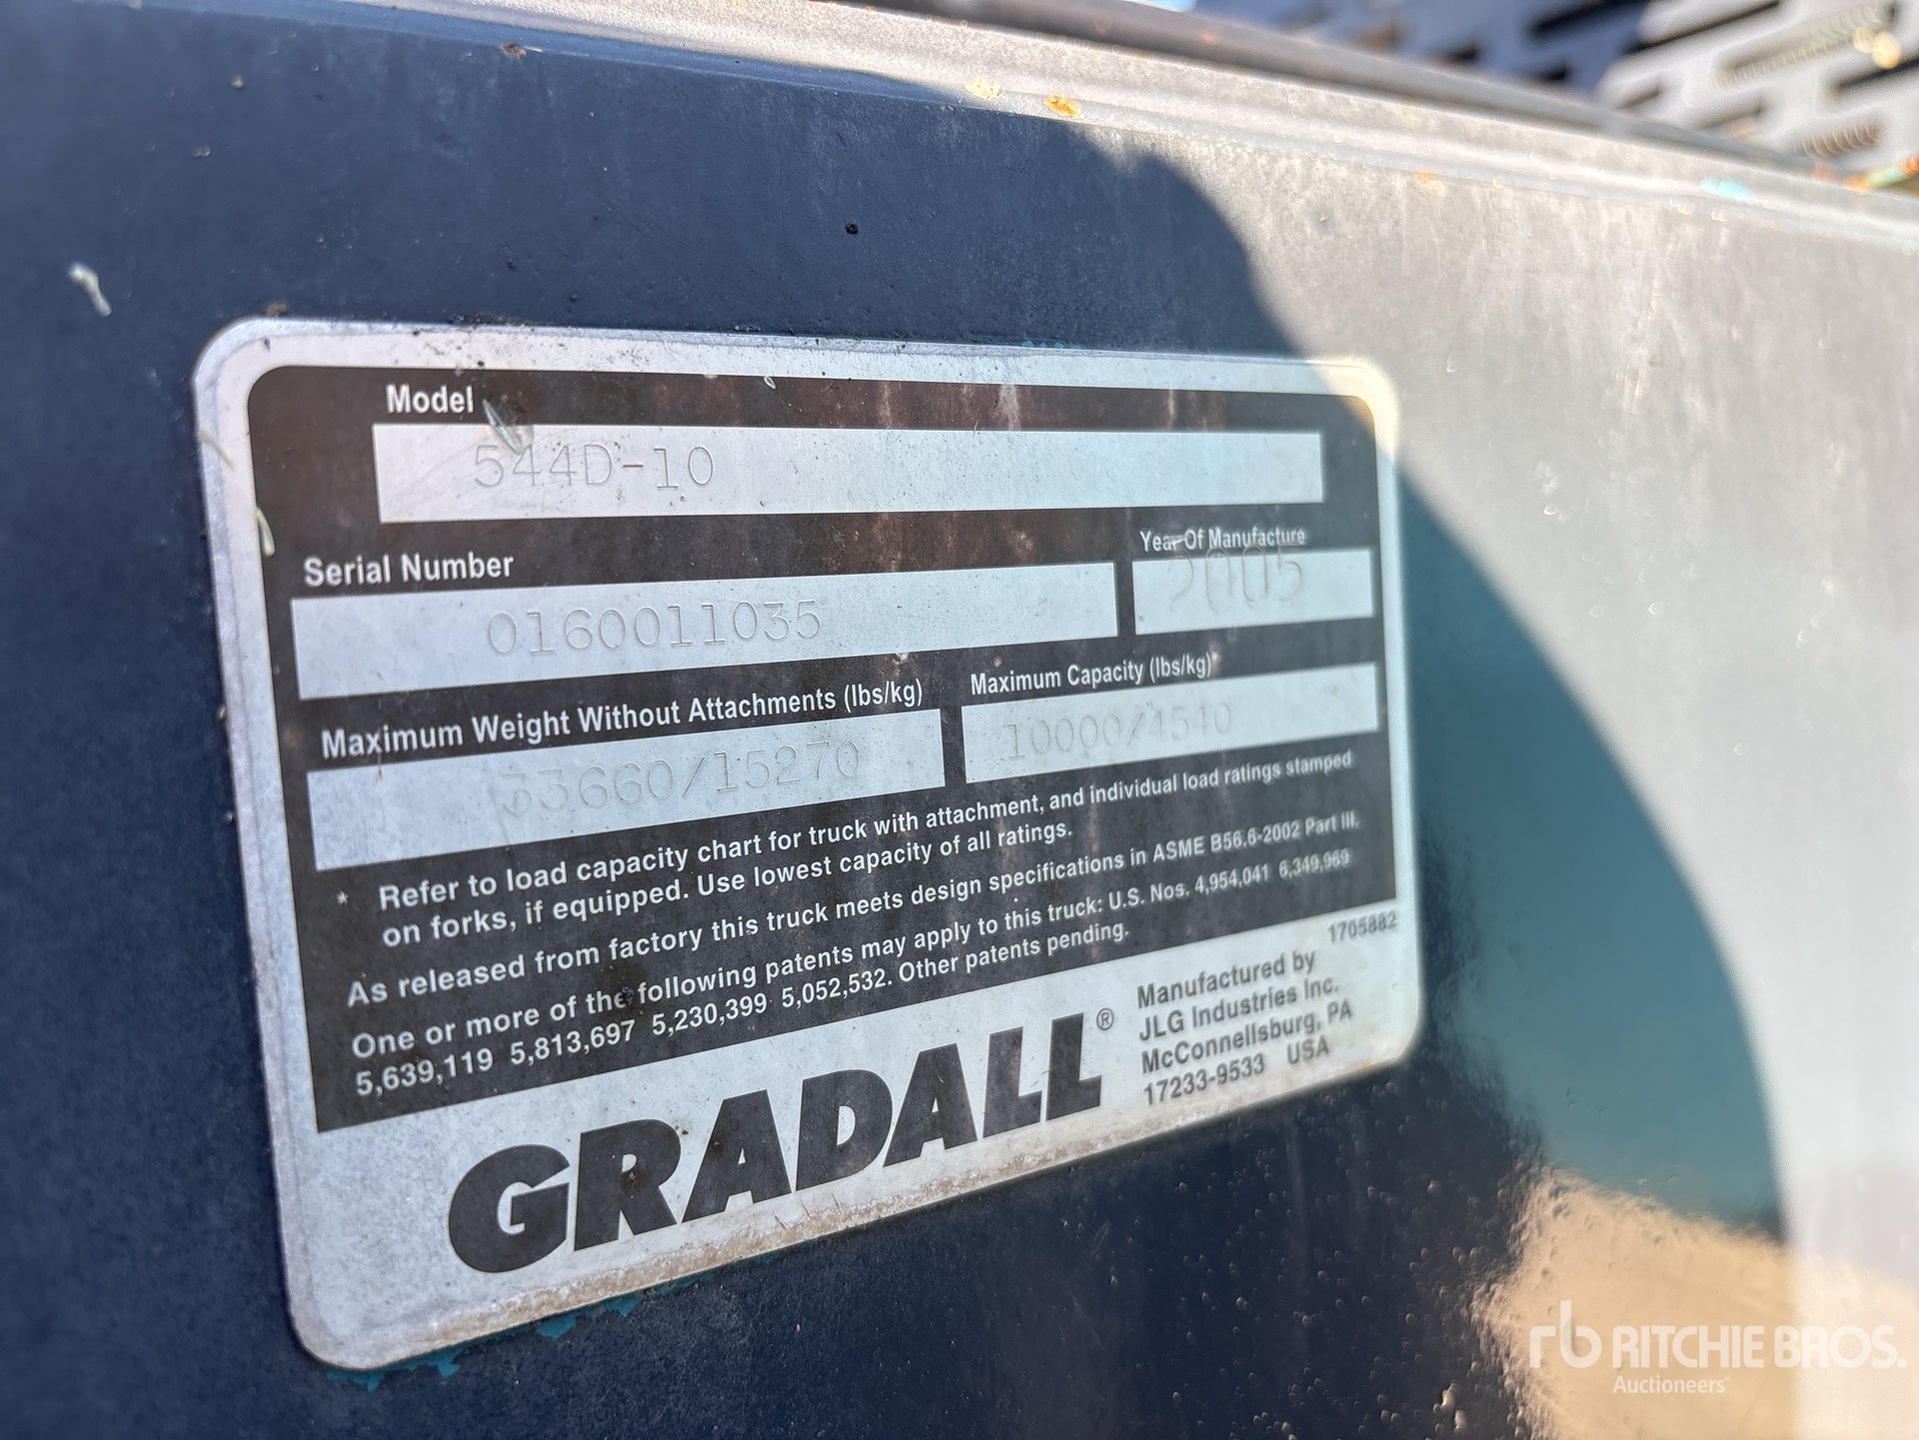 Model
544D-10
Serial Number
Year Of Manufacture
0160011035
2005
Maximum Weight Without Attachments (lbs/kg)
Maximum Capacity (lbs/kg)*
33660/15270
10000/4540
* Refer to load capacity chart for truck with attachment, and individual load ratings stamped
on forks, if equipped. Use lowest capacity of all ratings.
As released from factory this truck meets design specifications in ASME B56.6-2002 Part III.
One or more of the following patents may apply to this truck: U.S. Nos. 4,954,041 6,349,969
5,639,119 5,813,697 5,230,399 5,052,532. Other patents pending.
1705882
GRADALL®
Manufactured by
JLG Industries Inc.
McConnellsburg, PA
17233-9533 USA
rb RITCHIE BROS.
Auctioneers